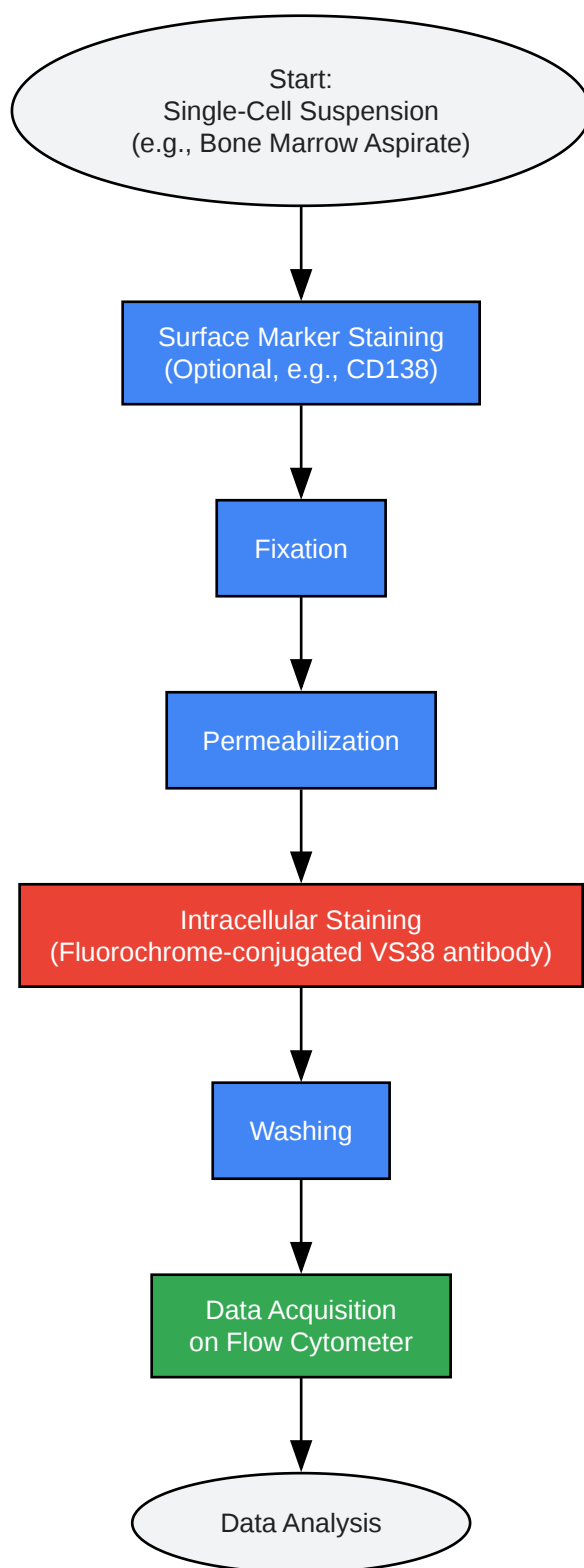 Start:
Single-Cell Suspension
(e.g., Bone Marrow Aspirate)
Surface Marker Staining
(Optional, e.g., CD138)
Fixation
Permeabilization
Intracellular Staining
(Fluorochrome-conjugated VS38 antibody)
Washing
Data Acquisition
on Flow Cytometer
Data Analysis